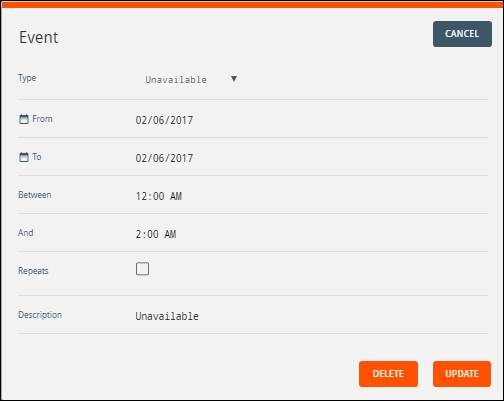 Event CANCEL
Type Unavailable ▼
From 02/06/2017
To 02/06/2017
Between 12:00 AM
And 2:00 AM
Repeats
Description Unavailable
DELETE UPDATE